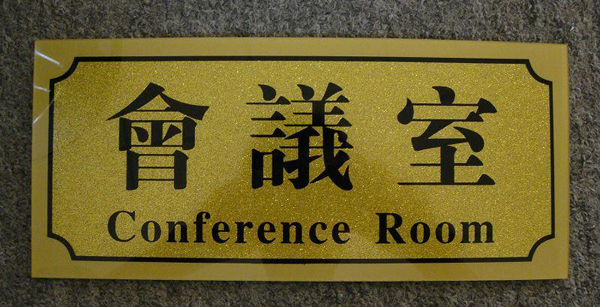 會議室
Conference Room